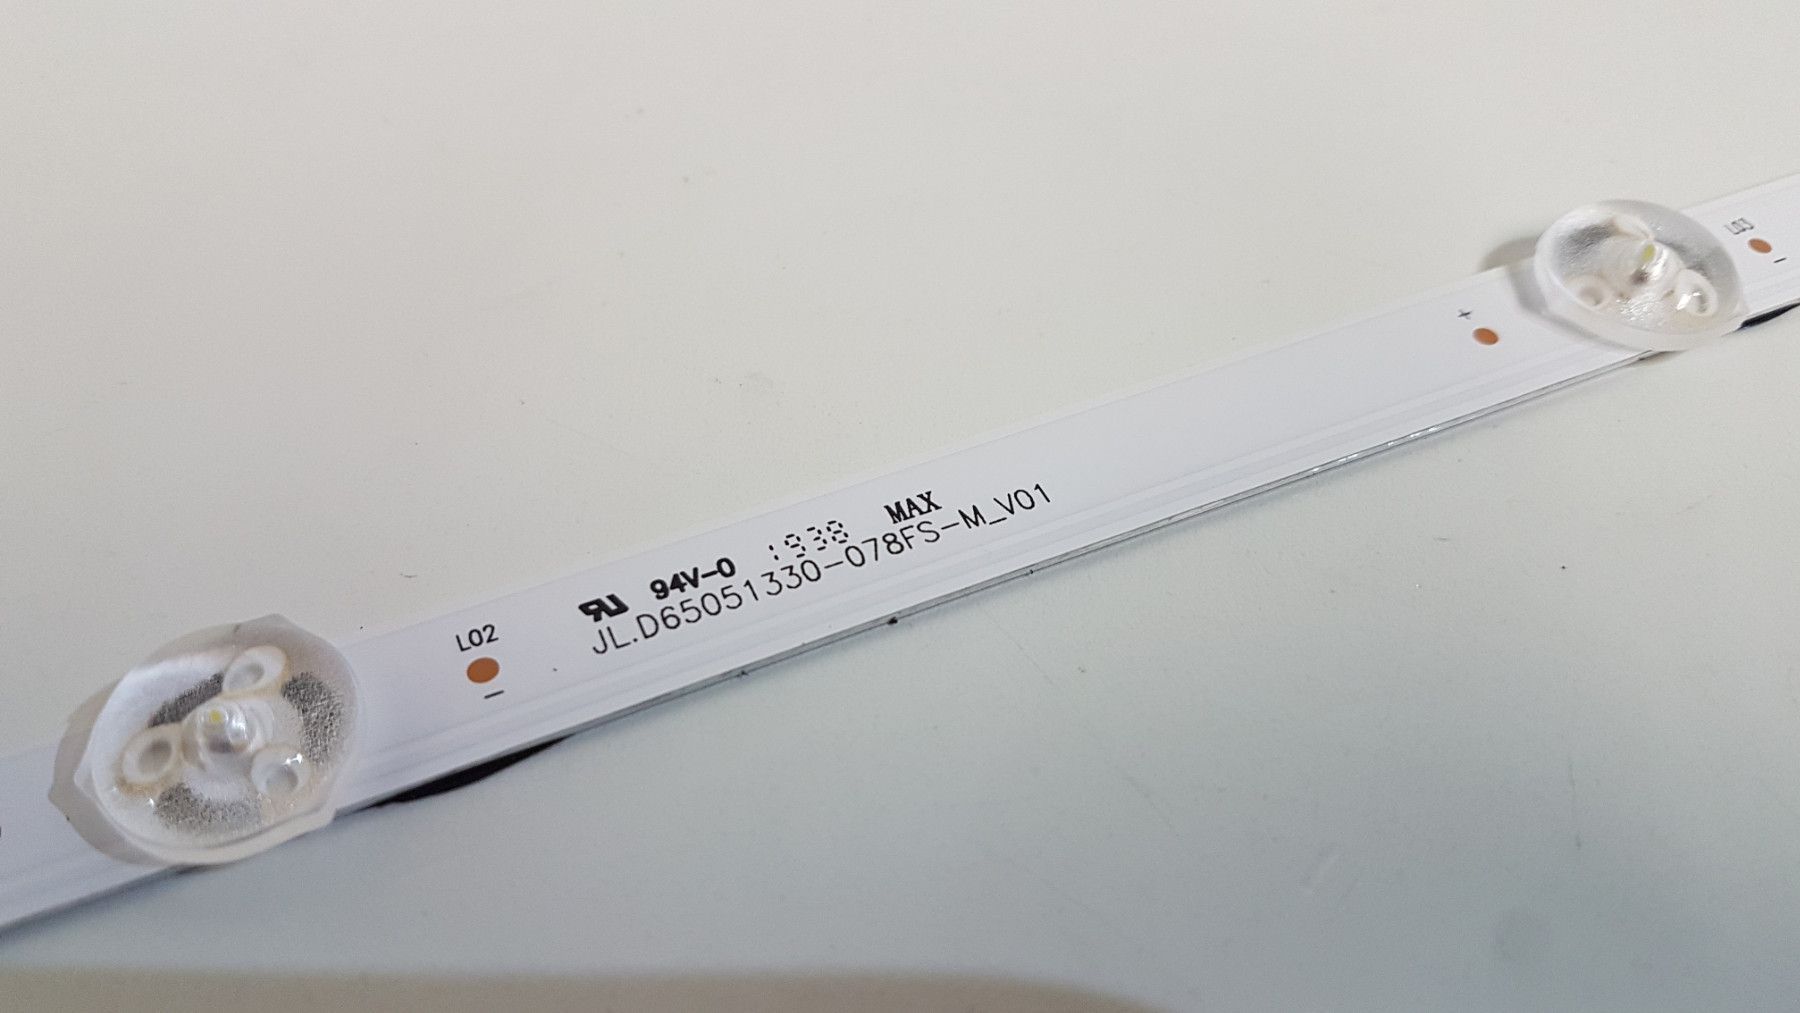 L02
94V-0 1938 MAX
JL.D65051330-078FS-M_V01
-
+
L03
-